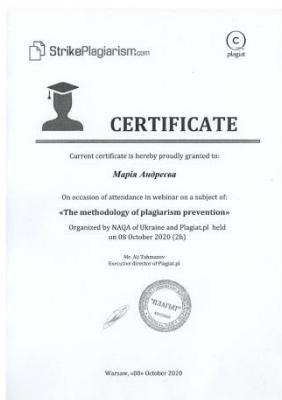 StrikePlagiarism.com
C
plagiat
CERTIFICATE
Current certificate is hereby proudly granted to:
Марія Андреєва
On occasion of attendance in webinar on a subject of:
«The methodology of plagiarism prevention»
Organized by NAQA of Ukraine and Plagiat.pl held
on 08 October 2020 (2h)
Mr. Ali Tahmazov
Executive director of Plagiat.pl
"ПЛАГІАТ"
Warsaw, «08» October 2020